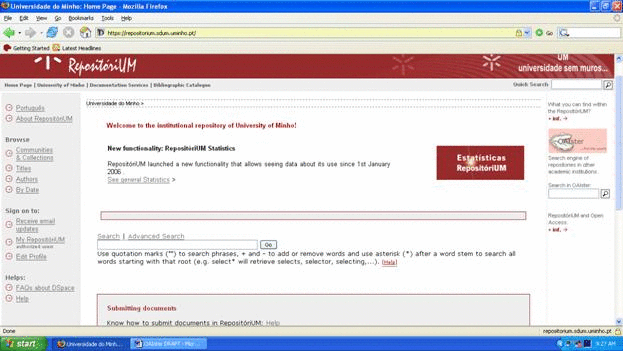 Universidade do Minho: Home Page - Mozilla Firefox
File Edit View Go Bookmarks Tools Help
https://repositorium.sdum.uminho.pt/
Go
Getting Started Latest Headlines
RepositóriUM
UM
universidade sem muros...
Home Page | University of Minho | Documentation Services | Bibliographic Catalogue
Quick Search
Português
About RepositóriUM
Browse
Communities
& Collections
Titles
Authors
By Date
Sign on to:
Receive email
updates
My RepositóriUM
authorized user
Edit Profile
Helps:
FAQs about DSpace
Help
Universidade do Minho >
Welcome to the institutional repository of University of Minho!
New functionality: RepositóriUM Statistics
RepositóriUM launched a new functionality that allows seeing data about its use since 1st January
2006 .
See general Statistics >
Estatísticas
RepositóriUM
Search | Advanced Search
Go
Use quotation marks ("") to search phrases, + and - to add or remove words and use asterisk (*) after a word stem to search all
words starting with that root (e.g. select* will retrieve selects, selector, selecting,...). [Help]
Submitting documents
Know how to submit documents in RepositóriUM: Help
What you can find within
the RepositóriUM?
+ inf. →
OAIster
Search engine of
repositories in other
academic institutions.
Search in OAIster:
RepositóriUM and Open
Access.
+ inf. →
Done
repositorium.sdum.uminho.pt
start
Universidade do Minh...
OAIster DRAFT - Micr...
9:27 AM